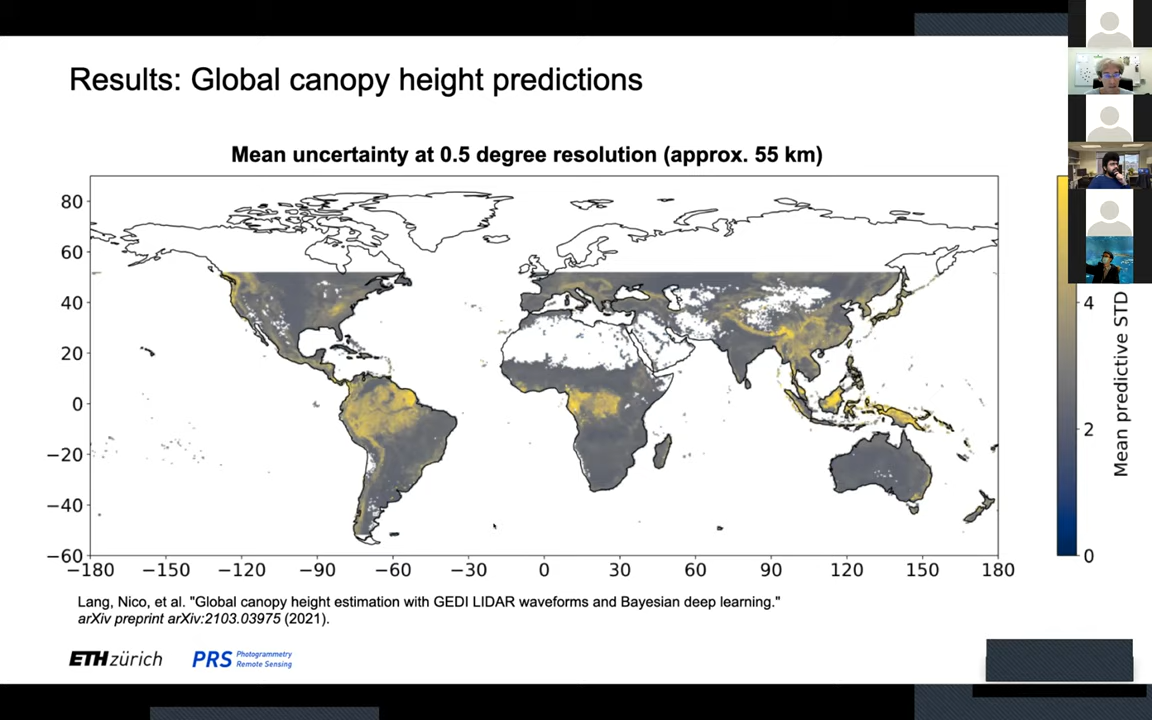 Results: Global canopy height predictions
Mean uncertainty at 0.5 degree resolution (approx. 55 km)
80
60
40
20
0
−20
−40
−60
−180 −150 −120 −90 −60 −30 0 30 60 90 120 150 180
4
2
0
Mean predictive STD
Lang, Nico, et al. "Global canopy height estimation with GEDI LIDAR waveforms and Bayesian deep learning."
arXiv preprint arXiv:2103.03975 (2021).
ETH zürich
PRS Photogrammetry
Remote Sensing